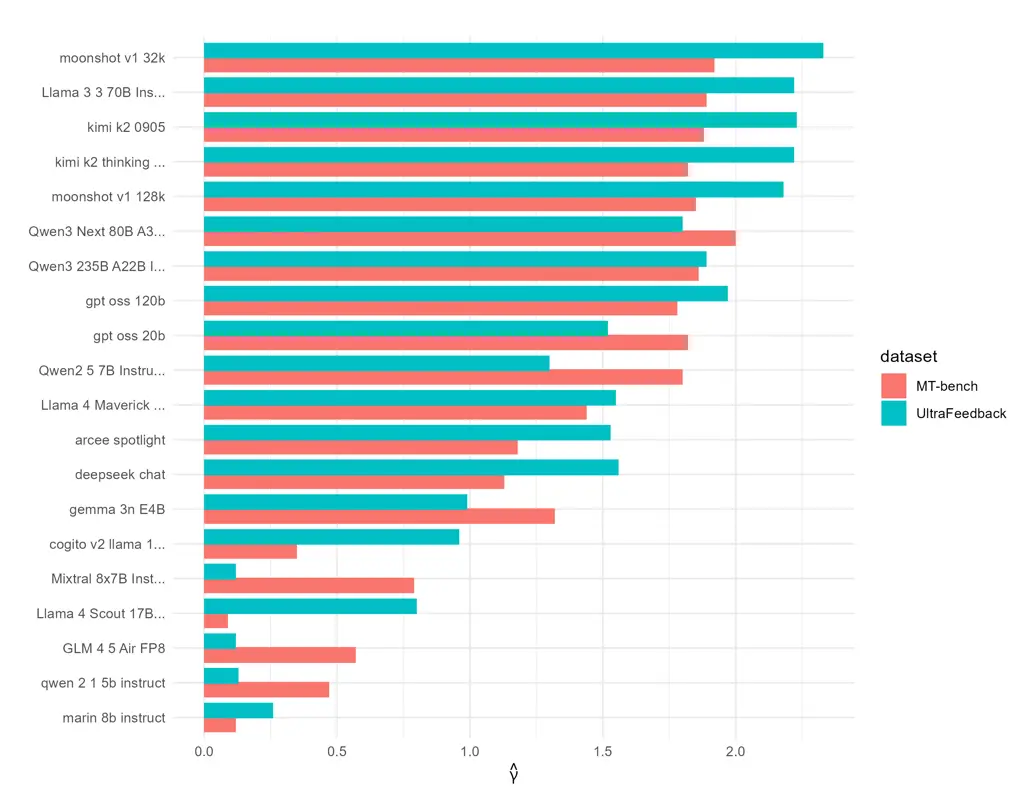 moonshot v1 32k
Llama 3 3 70B Ins...
kimi k2 0905
kimi k2 thinking ...
moonshot v1 128k
Qwen3 Next 80B A3...
Qwen3 235B A22B I...
gpt oss 120b
gpt oss 20b
Qwen2 5 7B Instru...
Llama 4 Maverick ...
arcee spotlight
deepseek chat
gemma 3n E4B
cogito v2 llama 1...
Mixtral 8x7B Inst...
Llama 4 Scout 17B...
GLM 4 5 Air FP8
qwen 2 1 5b instruct
marin 8b instruct
0.0 0.5 1.0 1.5 2.0
γ̂
dataset
MT-bench
UltraFeedback